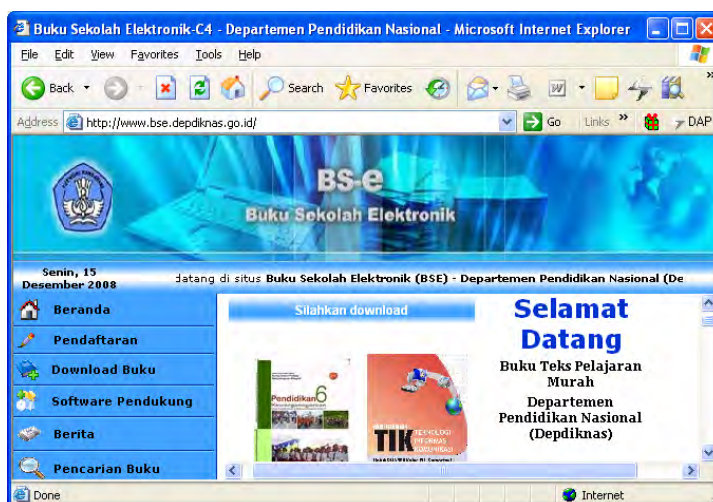 Buku Sekolah Elektronik-C4 - Departemen Pendidikan Nasional - Microsoft Internet Explorer
File Edit View Favorites Tools Help
Back Search Favorites
Address http://www.bse.depdiknas.go.id/ Go Links » DAP
BS-e
Buku Sekolah Elektronik
Senin, 15
Desember 2008
datang di situs Buku Sekolah Elektronik (BSE) - Departemen Pendidikan Nasional (De
Beranda
Pendaftaran
Download Buku
Software Pendukung
Berita
Pencarian Buku
Silahkan download
Pendidikan 6
TIK TEKNOLOGI
INFORMASI
KOMUNIKASI
Selamat
Datang
Buku Teks Pelajaran
Murah
Departemen
Pendidikan Nasional
(Depdiknas)
Done Internet